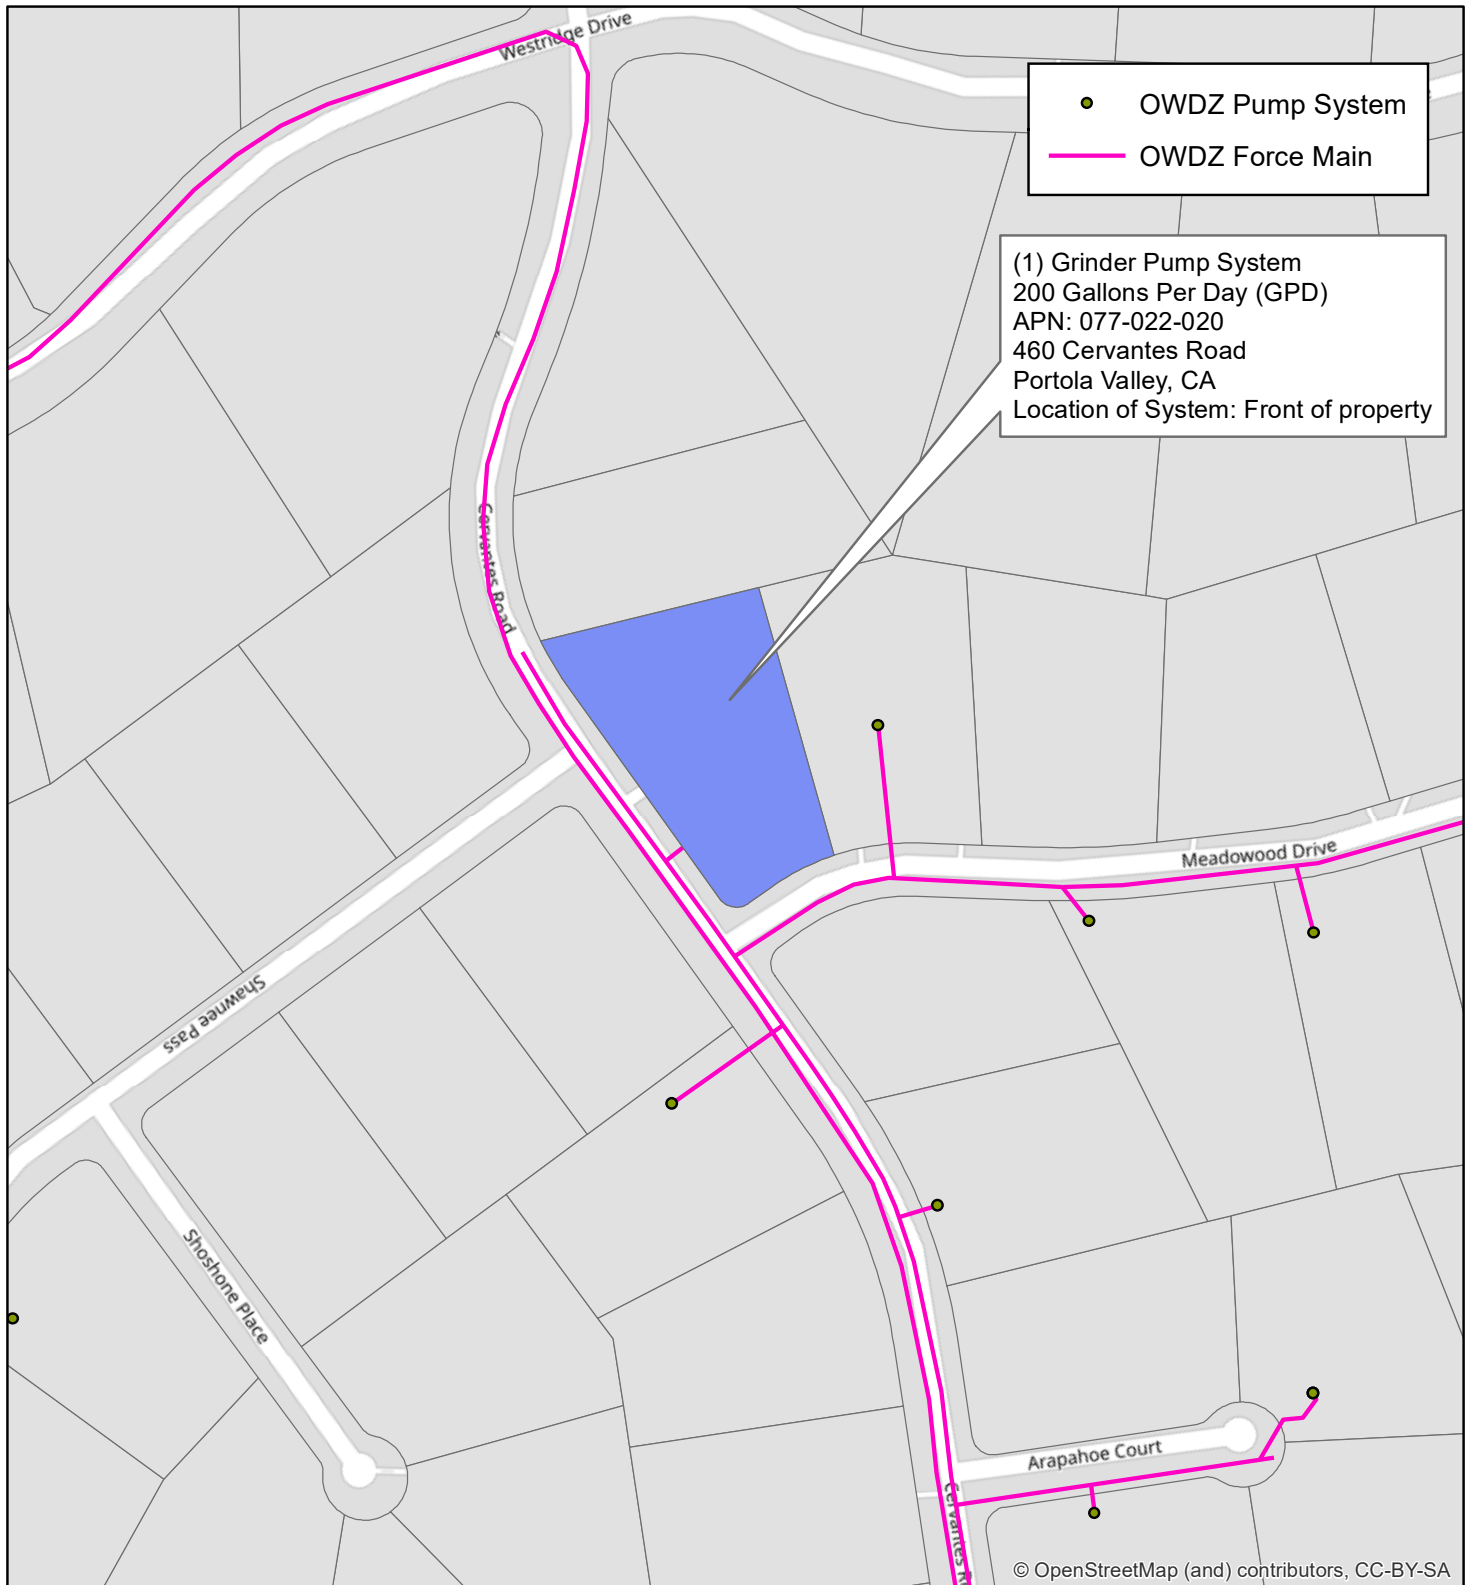 Westridge Drive
OWDZ Pump System
OWDZ Force Main
(1) Grinder Pump System
200 Gallons Per Day (GPD)
APN: 077-022-020
460 Cervantes Road
Portola Valley, CA
Location of System: Front of property
Cervantes Road
Meadowood Drive
Shawnee Pass
Shoshone Place
Arapahoe Court
Cervantes R
© OpenStreetMap (and) contributors, CC-BY-SA